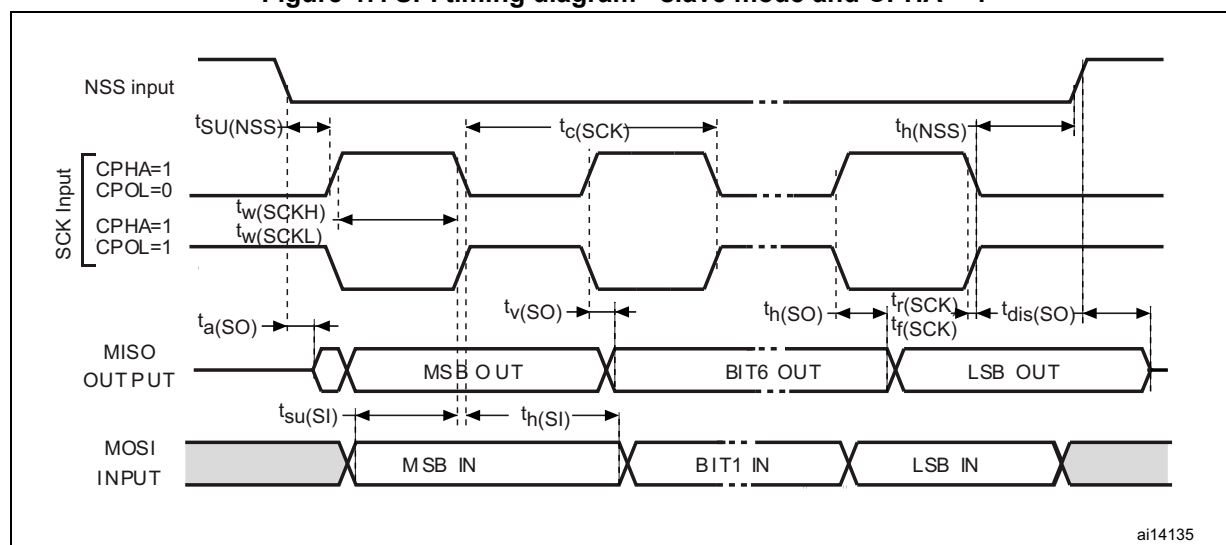 NSS input
tSU(NSS)
tc(SCK)
th(NSS)
SCK Input
CPHA=1
CPOL=0
CPHA=1
CPOL=1
tw(SCKH)
tw(SCKL)
ta(SO)
tv(SO)
th(SO)
tr(SCK)
tf(SCK)
tdis(SO)
MISO
OUTPUT
MSB OUT
BIT6 OUT
LSB OUT
tsu(SI)
th(SI)
MOSI
INPUT
MSB IN
BIT1 IN
LSB IN
ai14135